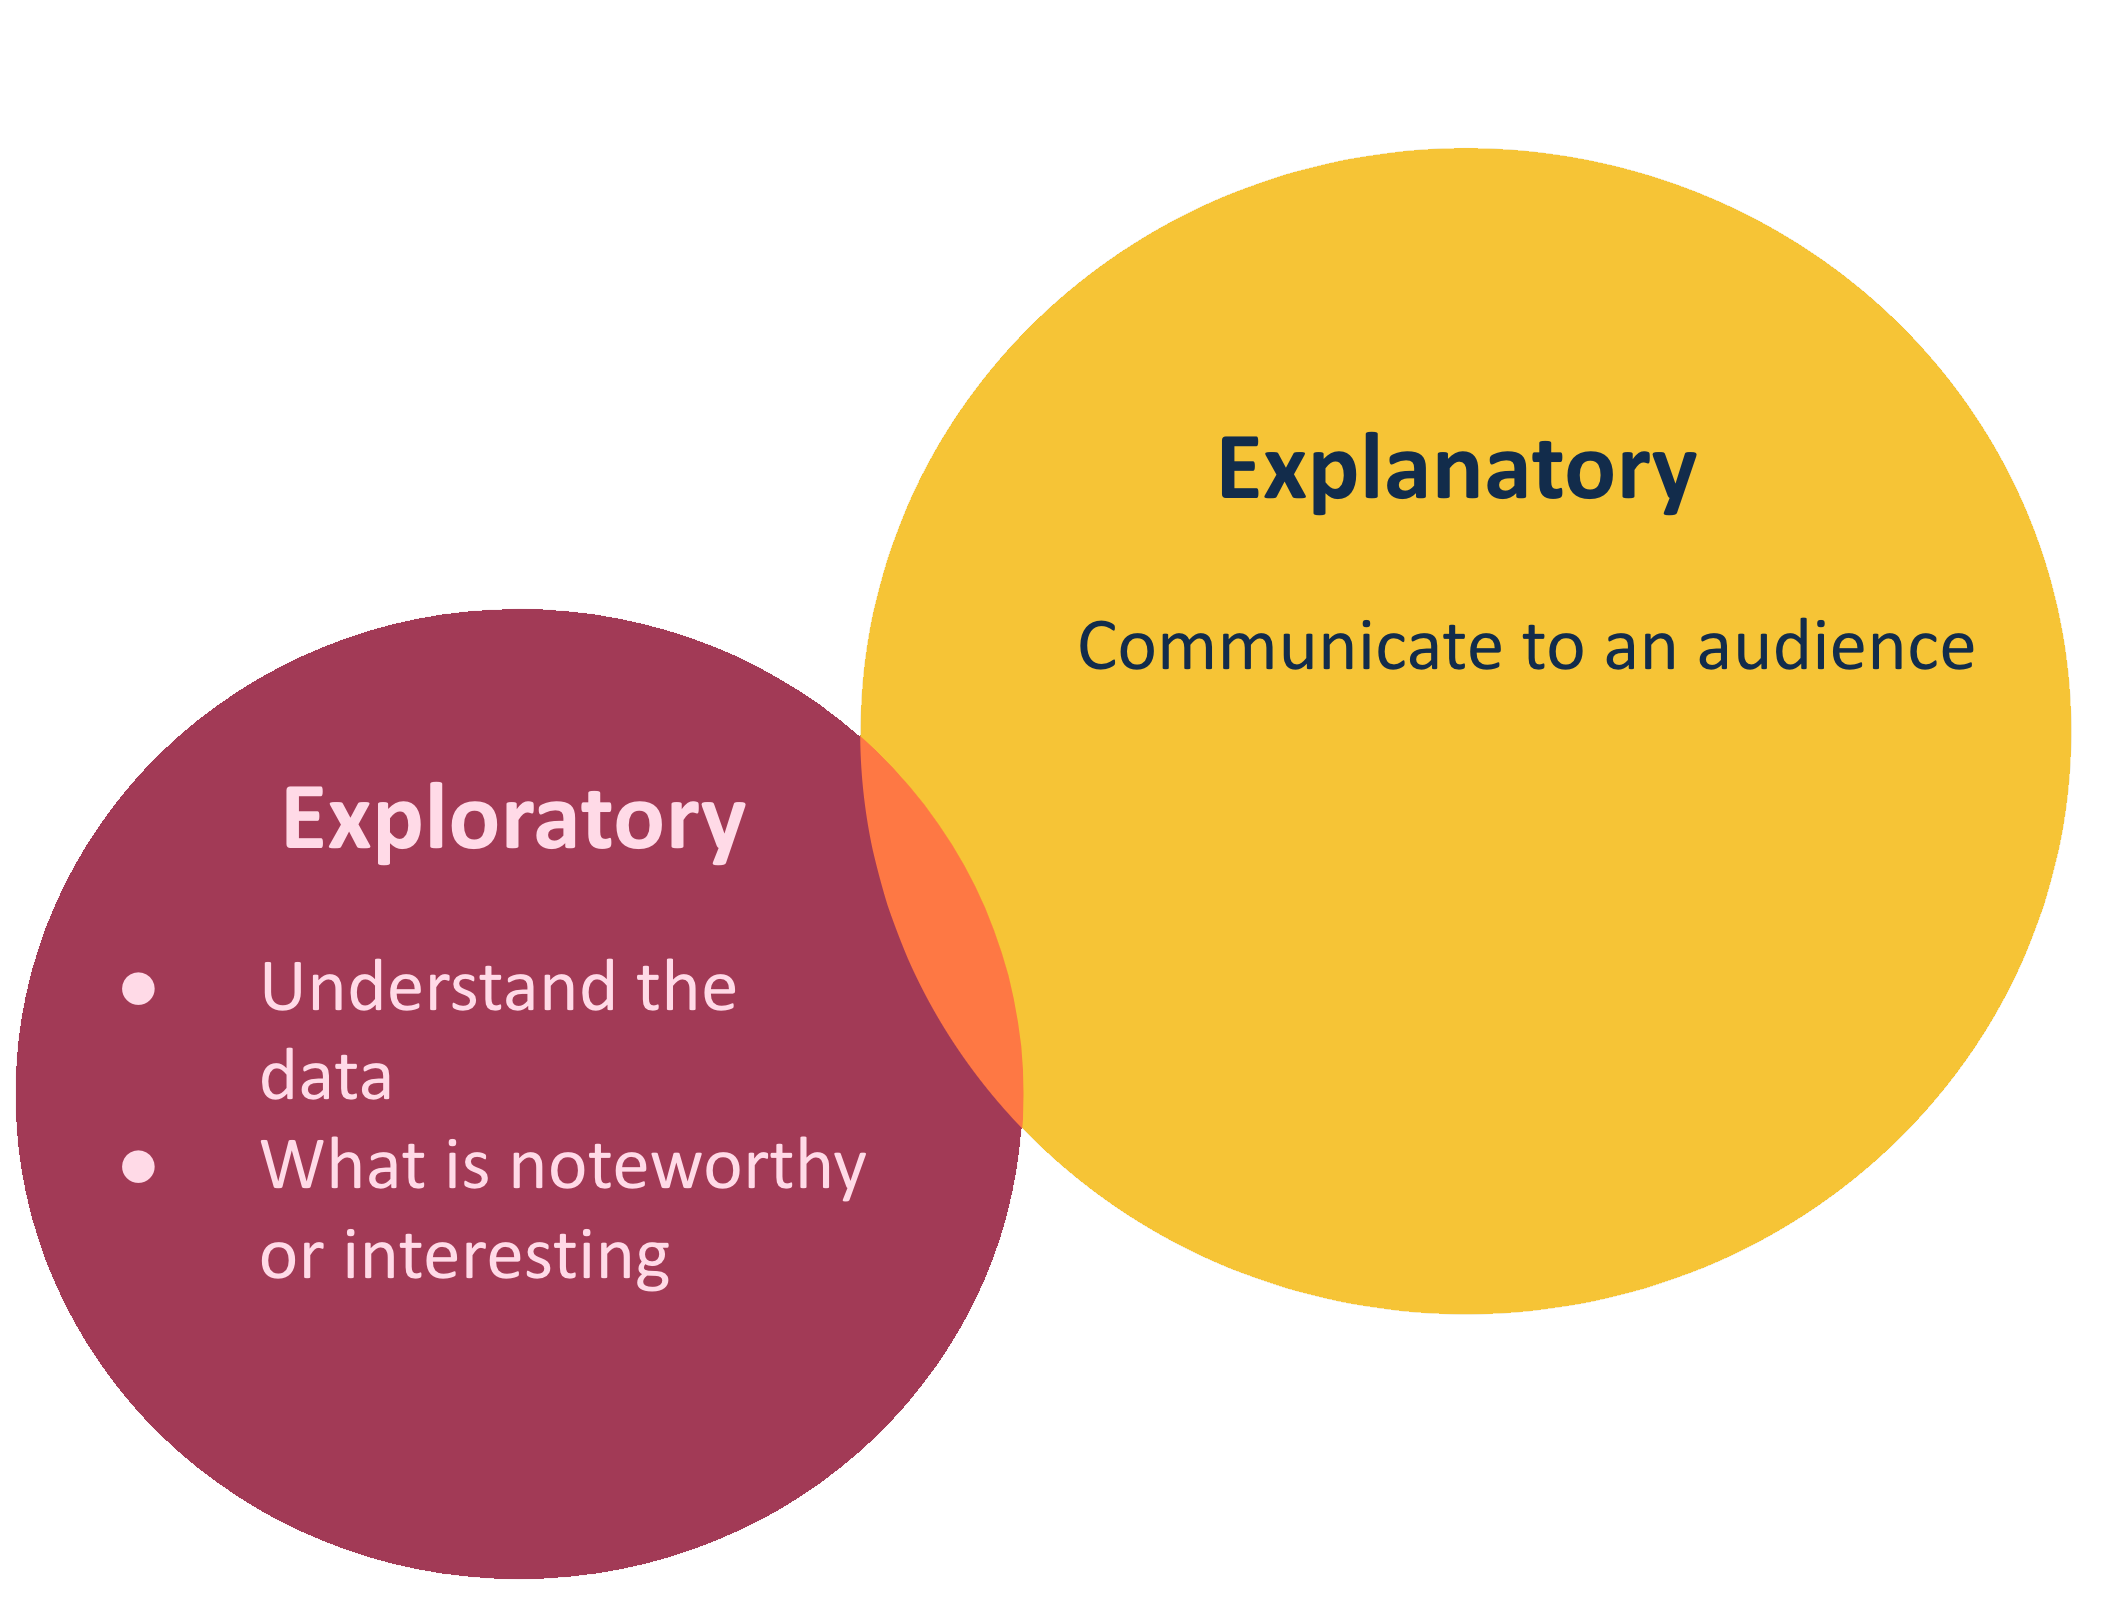 Explanatory
Communicate to an audience
Exploratory
● Understand the
data
● What is noteworthy
or interesting